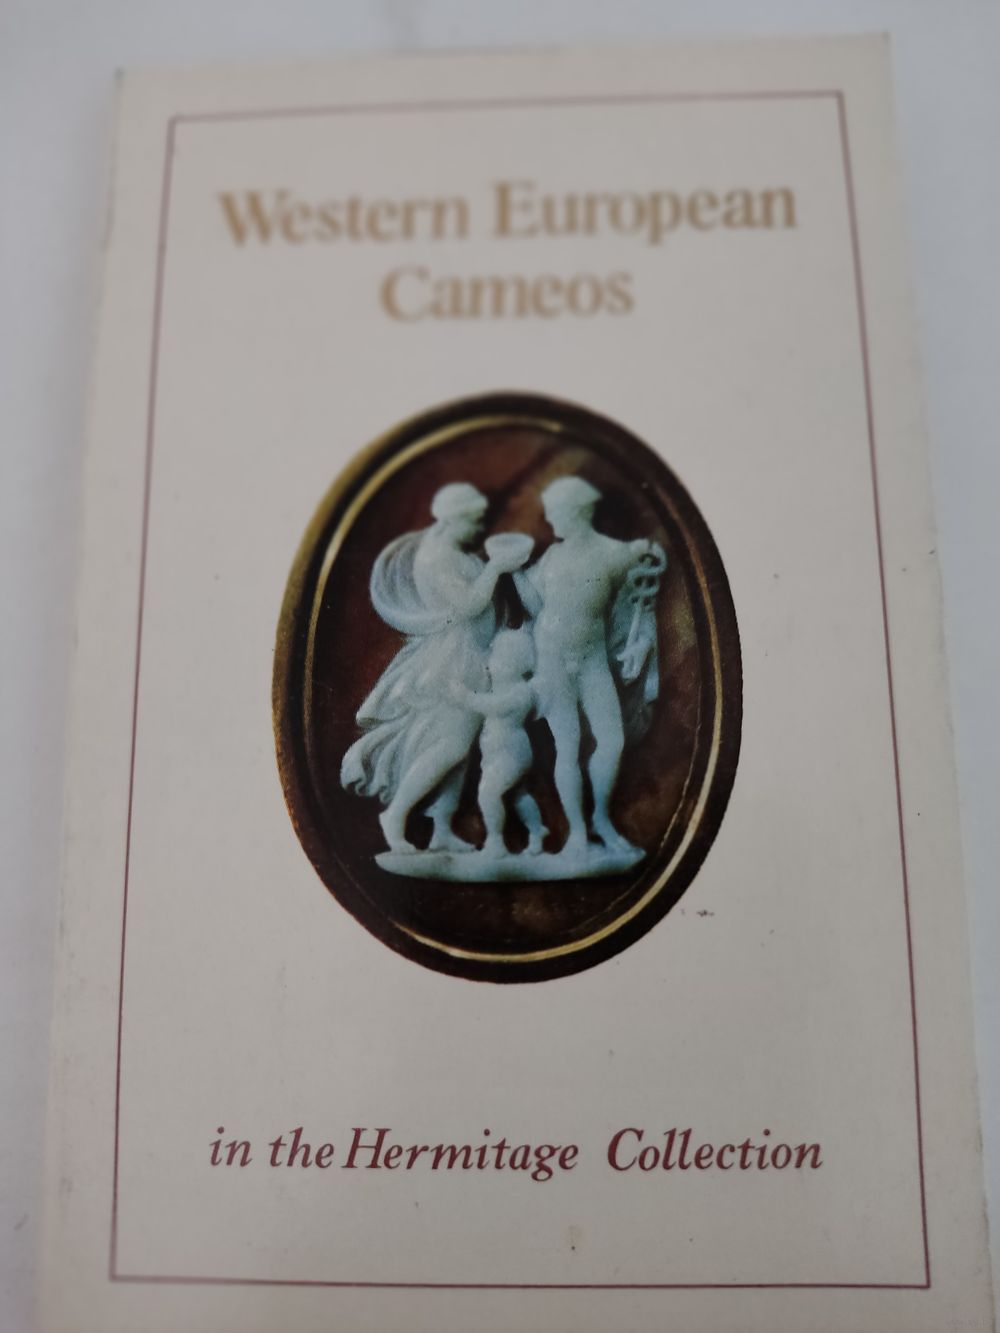 Western European
Cameos
in the Hermitage Collection